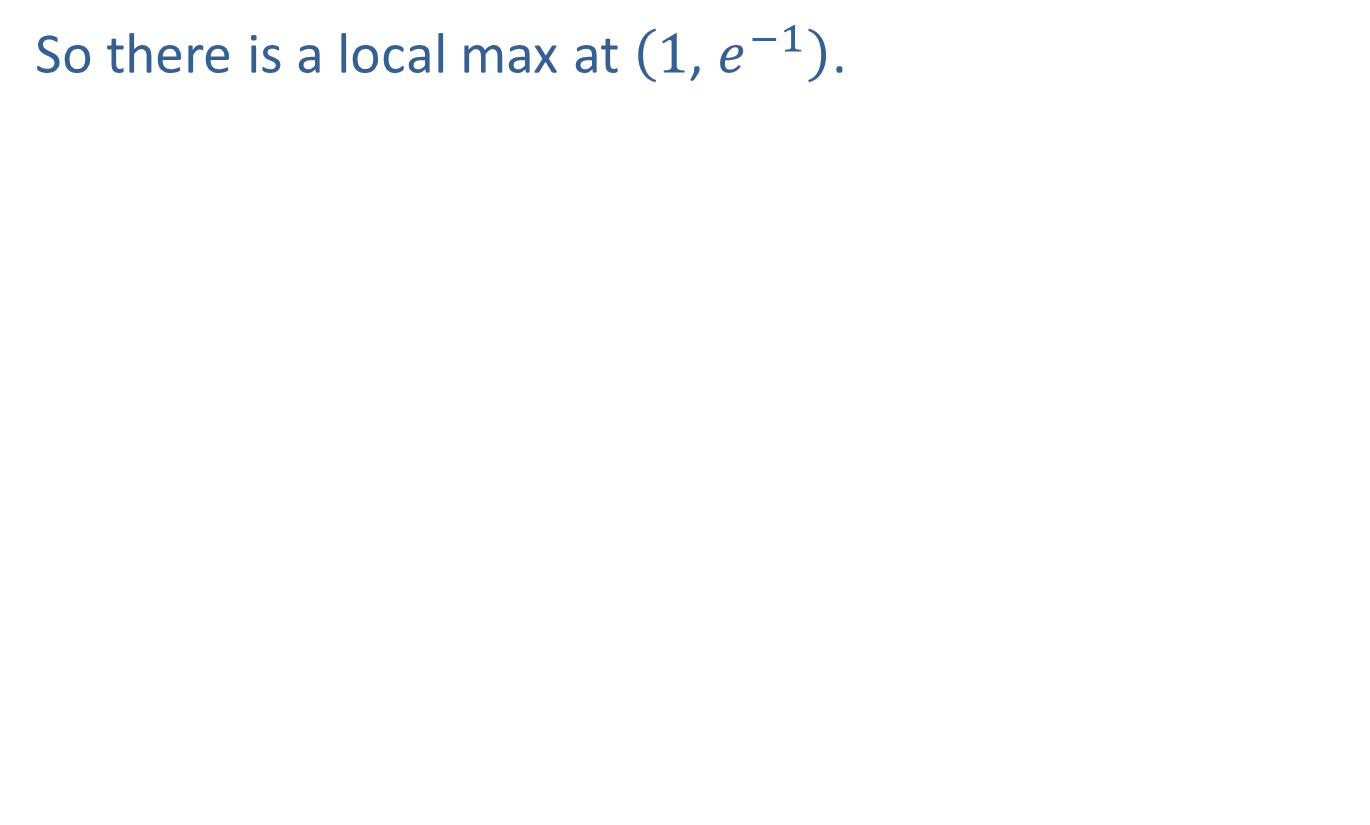 So there is a local max at (1, e⁻¹).